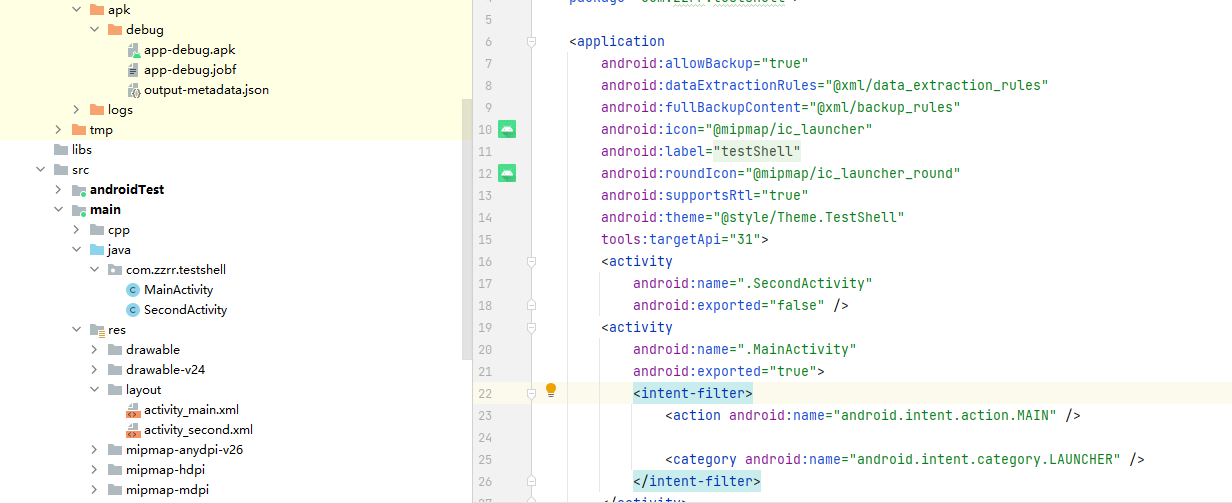 apk
debug
app-debug.apk
app-debug.jobf
output-metadata.json
logs
tmp
libs
src
androidTest
main
cpp
java
com.zzrr.testshell
MainActivity
SecondActivity
res
drawable
drawable-v24
layout
activity_main.xml
activity_second.xml
mipmap-anydpi-v26
mipmap-hdpi
mipmap-mdpi
5
6 <application
7 android:allowBackup="true"
8 android:dataExtractionRules="@xml/data_extraction_rules"
9 android:fullBackupContent="@xml/backup_rules"
10 android:icon="@mipmap/ic_launcher"
11 android:label="testShell"
12 android:roundIcon="@mipmap/ic_launcher_round"
13 android:supportsRtl="true"
14 android:theme="@style/Theme.TestShell"
15 tools:targetApi="31">
16 <activity
17 android:name=".SecondActivity"
18 android:exported="false" />
19 <activity
20 android:name=".MainActivity"
21 android:exported="true">
22 <intent-filter>
23 <action android:name="android.intent.action.MAIN" />
24
25 <category android:name="android.intent.category.LAUNCHER" />
26 </intent-filter>